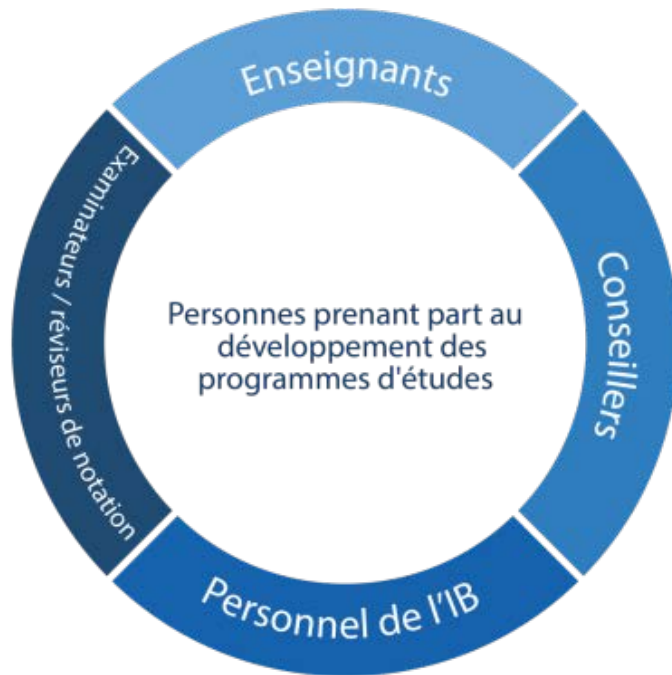 Enseignants
Conseillers
Examinateurs / réviseurs de notation
Personnes prenant part au
développement des
programmes d'études
Personnel de l'IB